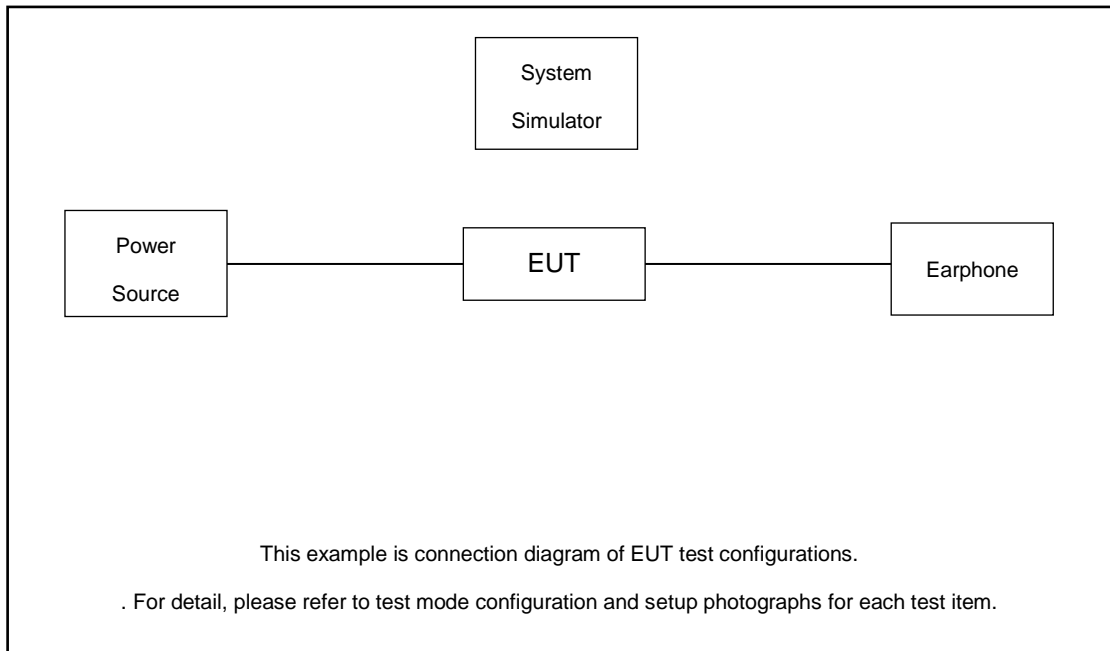 System
Simulator
Power
Source
EUT
Earphone
This example is connection diagram of EUT test configurations.
. For detail, please refer to test mode configuration and setup photographs for each test item.